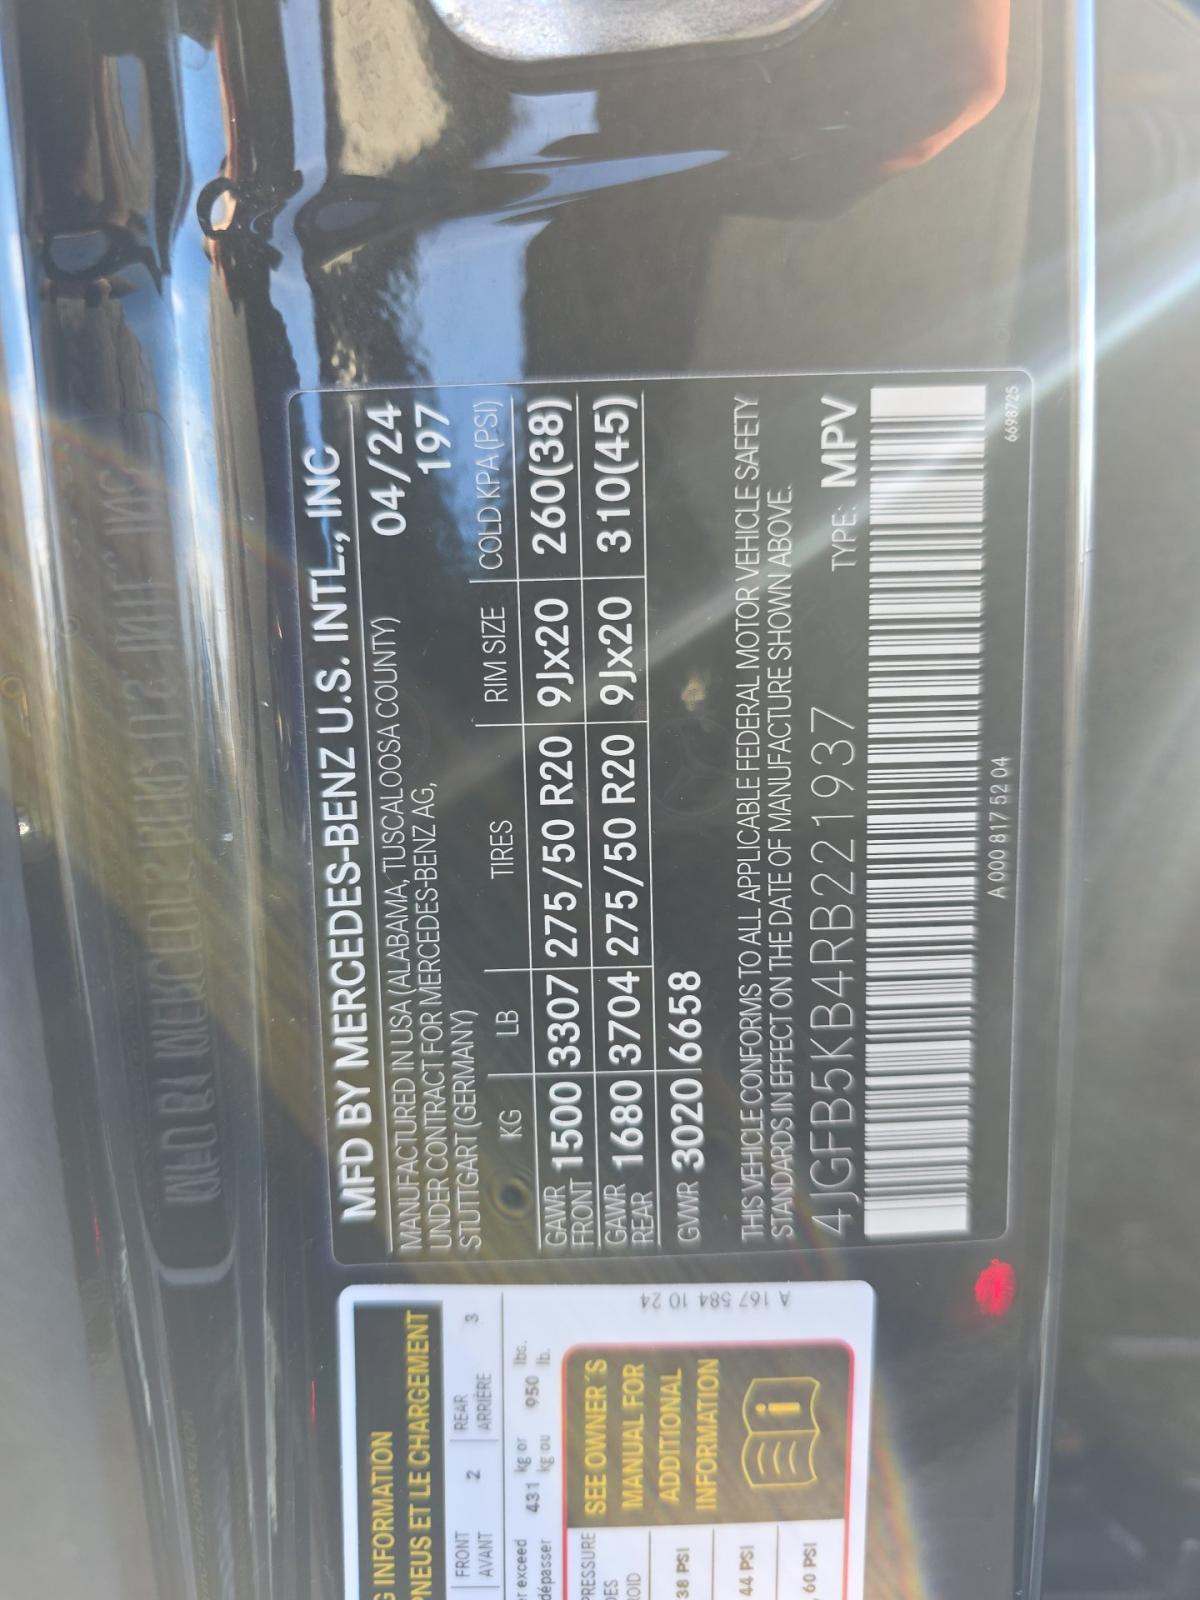 MFD BY MERCEDES-BENZ U.S. INTL., INC
MANUFACTURED IN USA (ALABAMA, TUSCALOOSA COUNTY) 04/24
UNDER CONTRACT FOR MERCEDES-BENZ AG, 197
STUTTGART (GERMANY)
KG LB TIRES RIM SIZE COLD KPA(PSI)
GAWR FRONT 1500 3307 275/50 R20 9Jx20 260(38)
GAWR REAR 1680 3704 275/50 R20 9Jx20 310(45)
GVWR 3020 6658
THIS VEHICLE CONFORMS TO ALL APPLICABLE FEDERAL MOTOR VEHICLE SAFETY
STANDARDS IN EFFECT ON THE DATE OF MANUFACTURE SHOWN ABOVE.
4JGFB5KB4RB221937 TYPE: MPV
A 000 817 52 04 6698725
G INFORMATION
PNEUS ET LE CHARGEMENT
FRONT 2 REAR 3
AVANT ARRIÈRE
r exceed 431 kg or 950 lbs.
dépasser kg ou lb.
PRESSURE
DES
ROID
38 PSI
44 PSI
60 PSI
SEE OWNER'S
MANUAL FOR
ADDITIONAL
INFORMATION
A 167 584 10 24